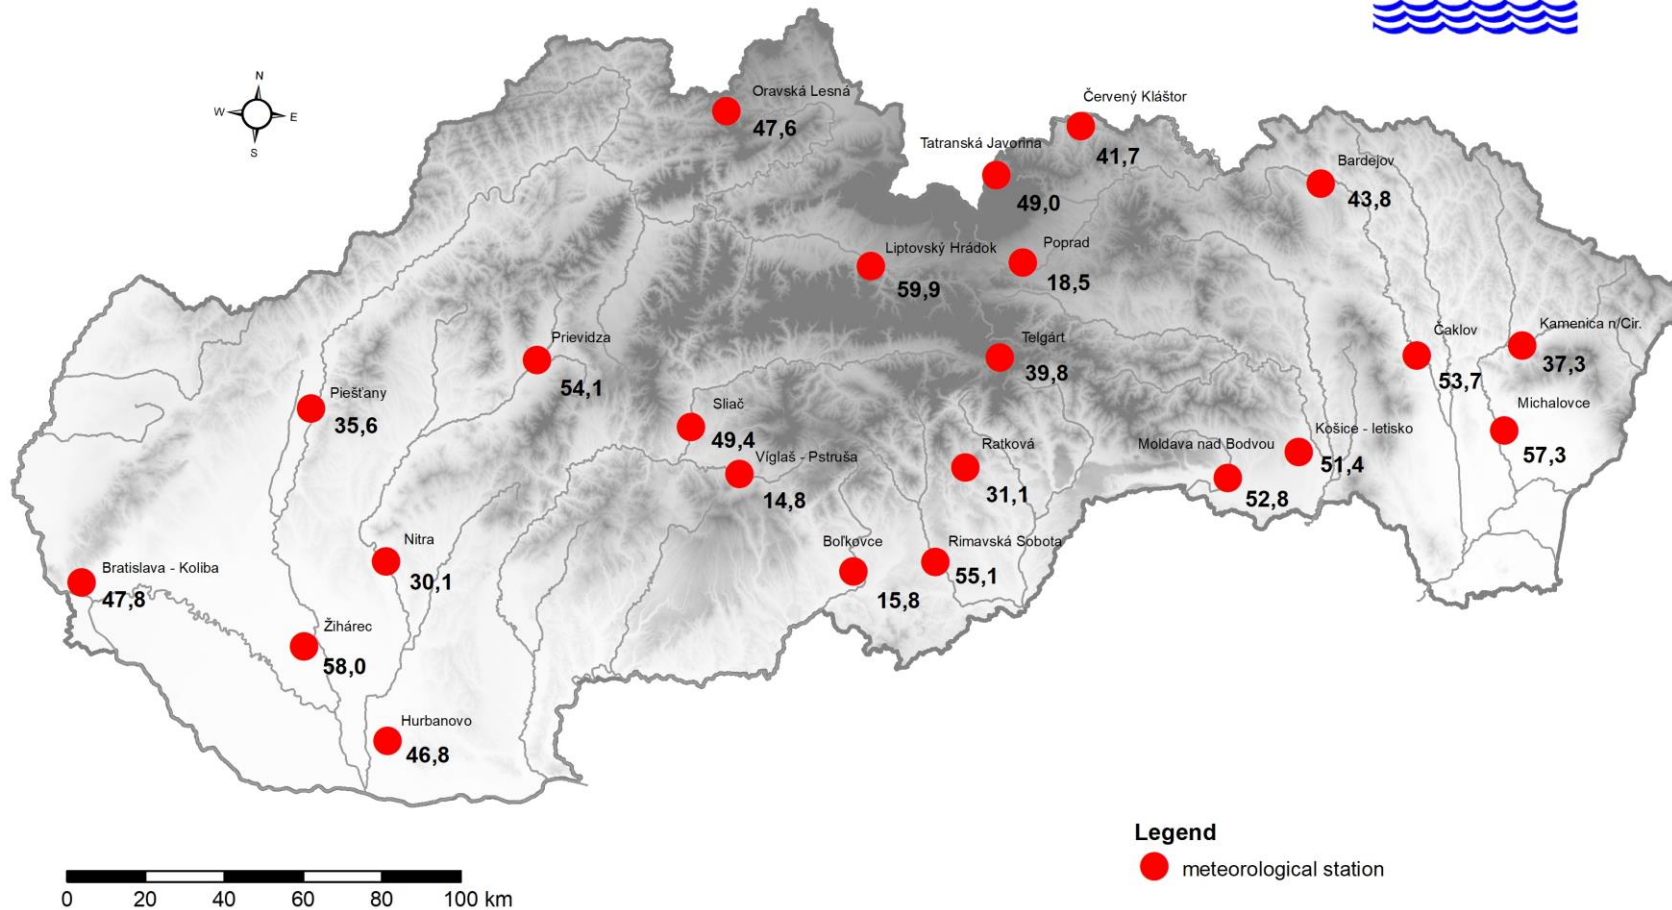 N
W
E
S
Oravská Lesná
47,6
Červený Kláštor
41,7
Tatranská Javorina
49,0
Bardejov
43,8
Liptovský Hrádok
59,9
Poprad
18,5
Prievidza
54,1
Telgárt
39,8
Čaklov
53,7
Kamenica n/Cir.
37,3
Piešťany
35,6
Sliač
49,4
Michalovce
57,3
Košice - letisko
51,4
Moldava nad Bodvou
52,8
Ratková
31,1
Víglaš - Pstruša
14,8
Nitra
30,1
Boľkovce
15,8
Rimavská Sobota
55,1
Bratislava - Koliba
47,8
Žihárec
58,0
Hurbanovo
46,8
Legend
meteorological station
0 20 40 60 80 100 km